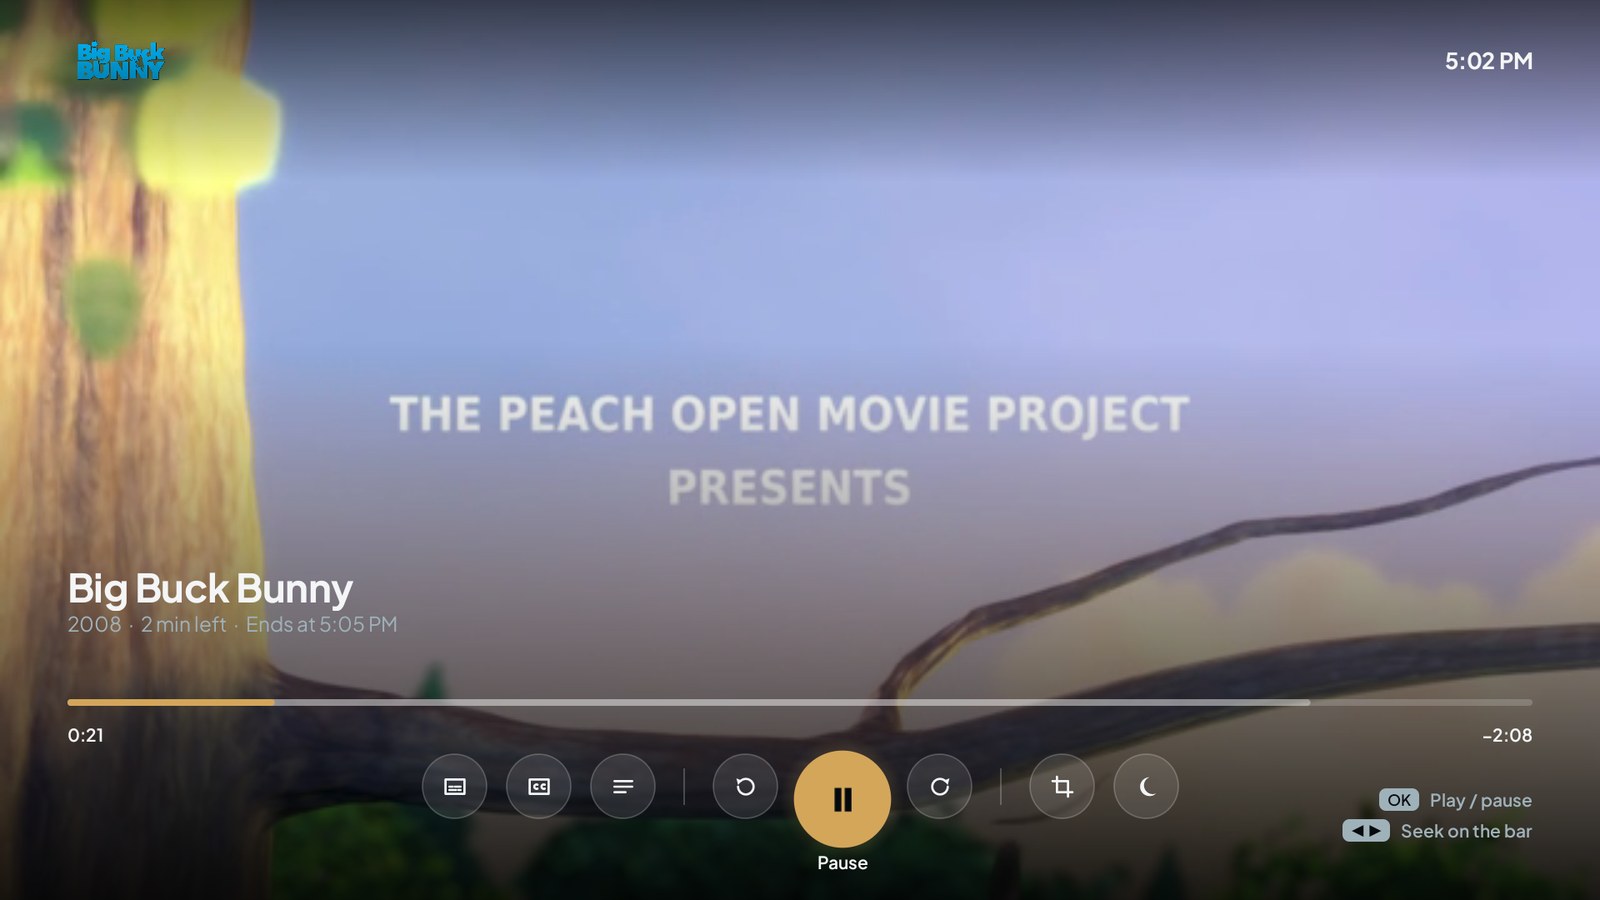 Big Buck
BUNNY
5:02 PM
THE PEACH OPEN MOVIE PROJECT
PRESENTS
Big Buck Bunny
2008 · 2 min left · Ends at 5:05 PM
0:21
-2:08
CC
OK Play / pause
Seek on the bar
Pause